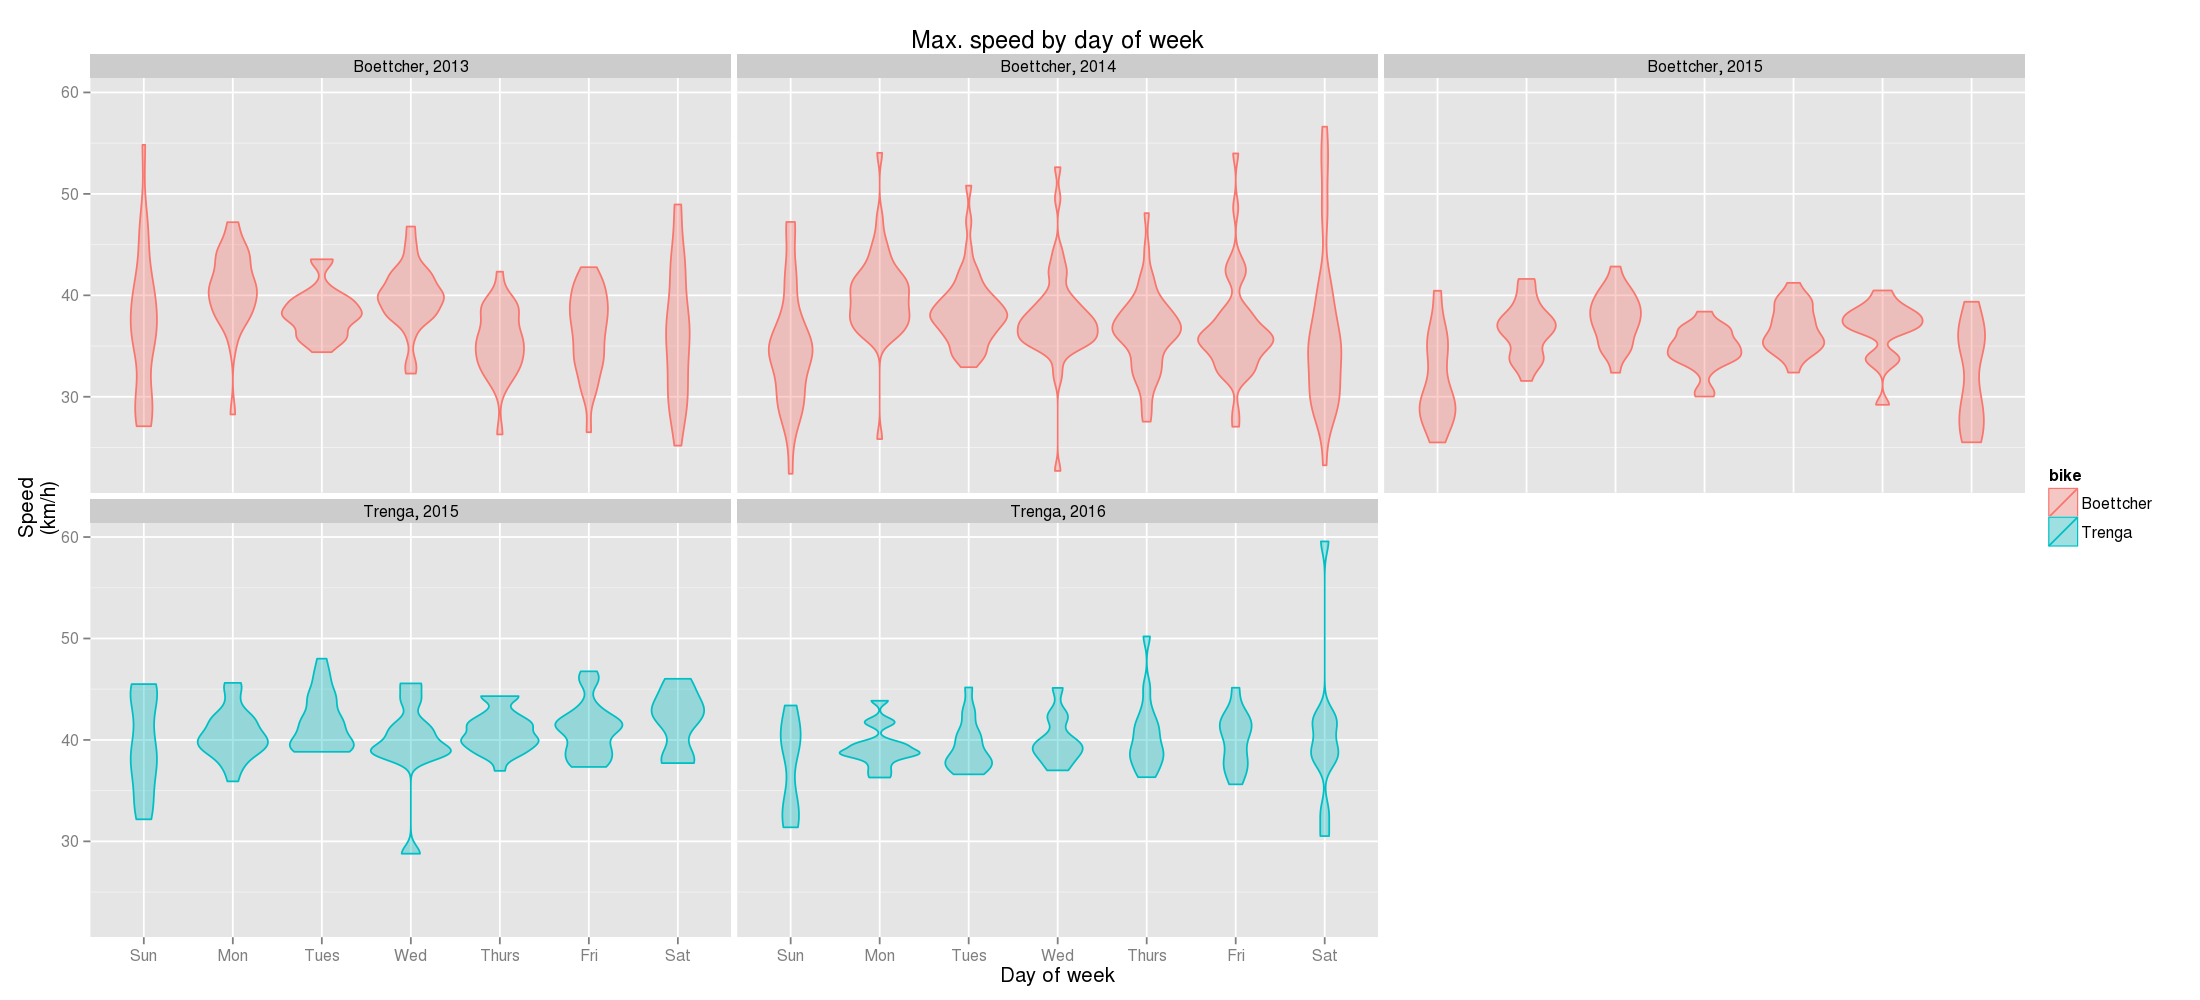 Max. speed by day of week
Boettcher, 2013
Boettcher, 2014
Boettcher, 2015
60
50
40
30
Trenga, 2015
Trenga, 2016
60
50
40
30
Speed
(km/h)
Sun Mon Tues Wed Thurs Fri Sat
Sun Mon Tues Wed Thurs Fri Sat
Day of week
bike
Boettcher
Trenga